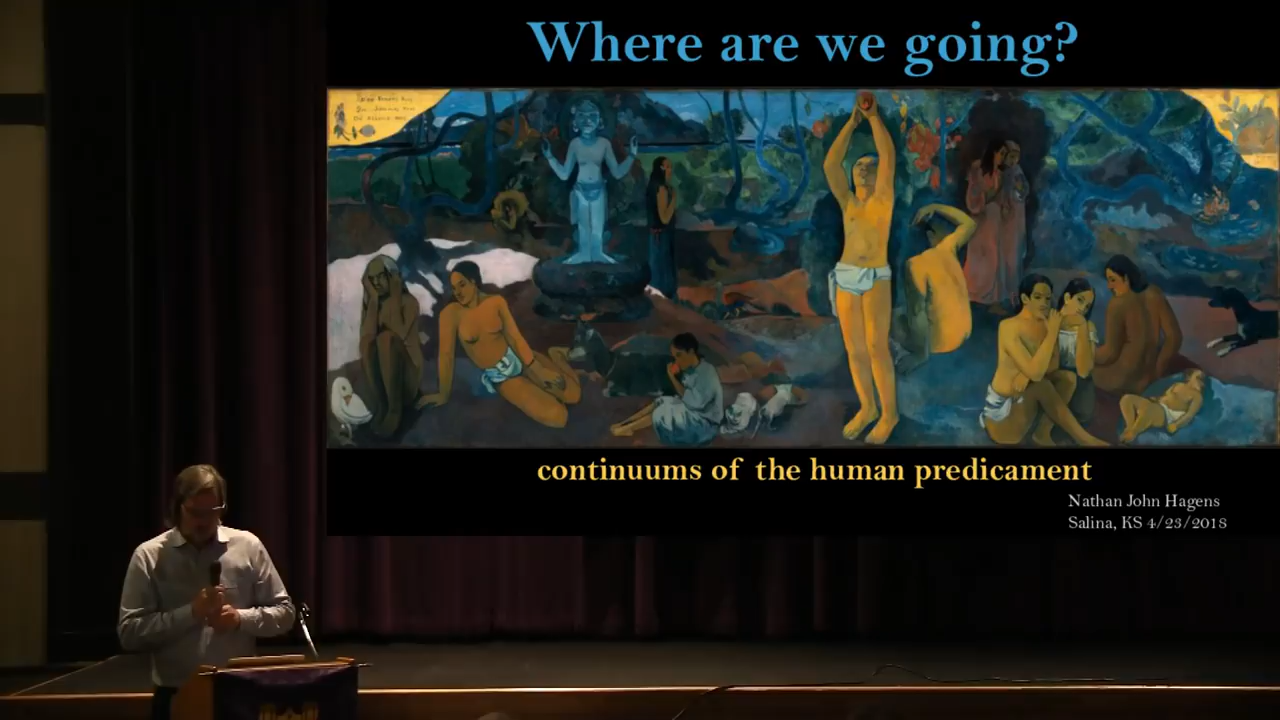 Where are we going?
continuums of the human predicament
Nathan John Hagens
Salina, KS 4/23/2018